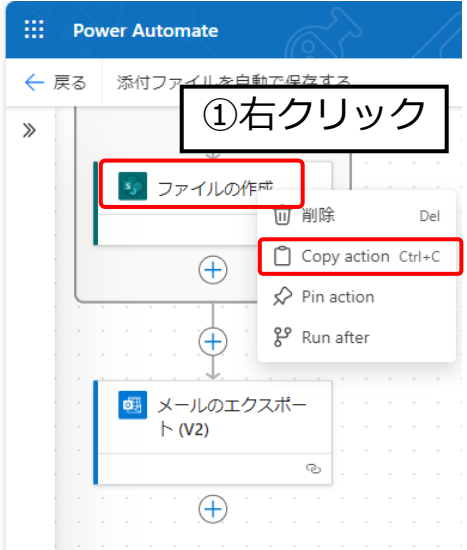 Power Automate
戻る 添付ファイルを自動で保存する
①右クリック
ファイルの作成
削除 Del
Copy action Ctrl+C
Pin action
Run after
メールのエクスポー
ト (V2)